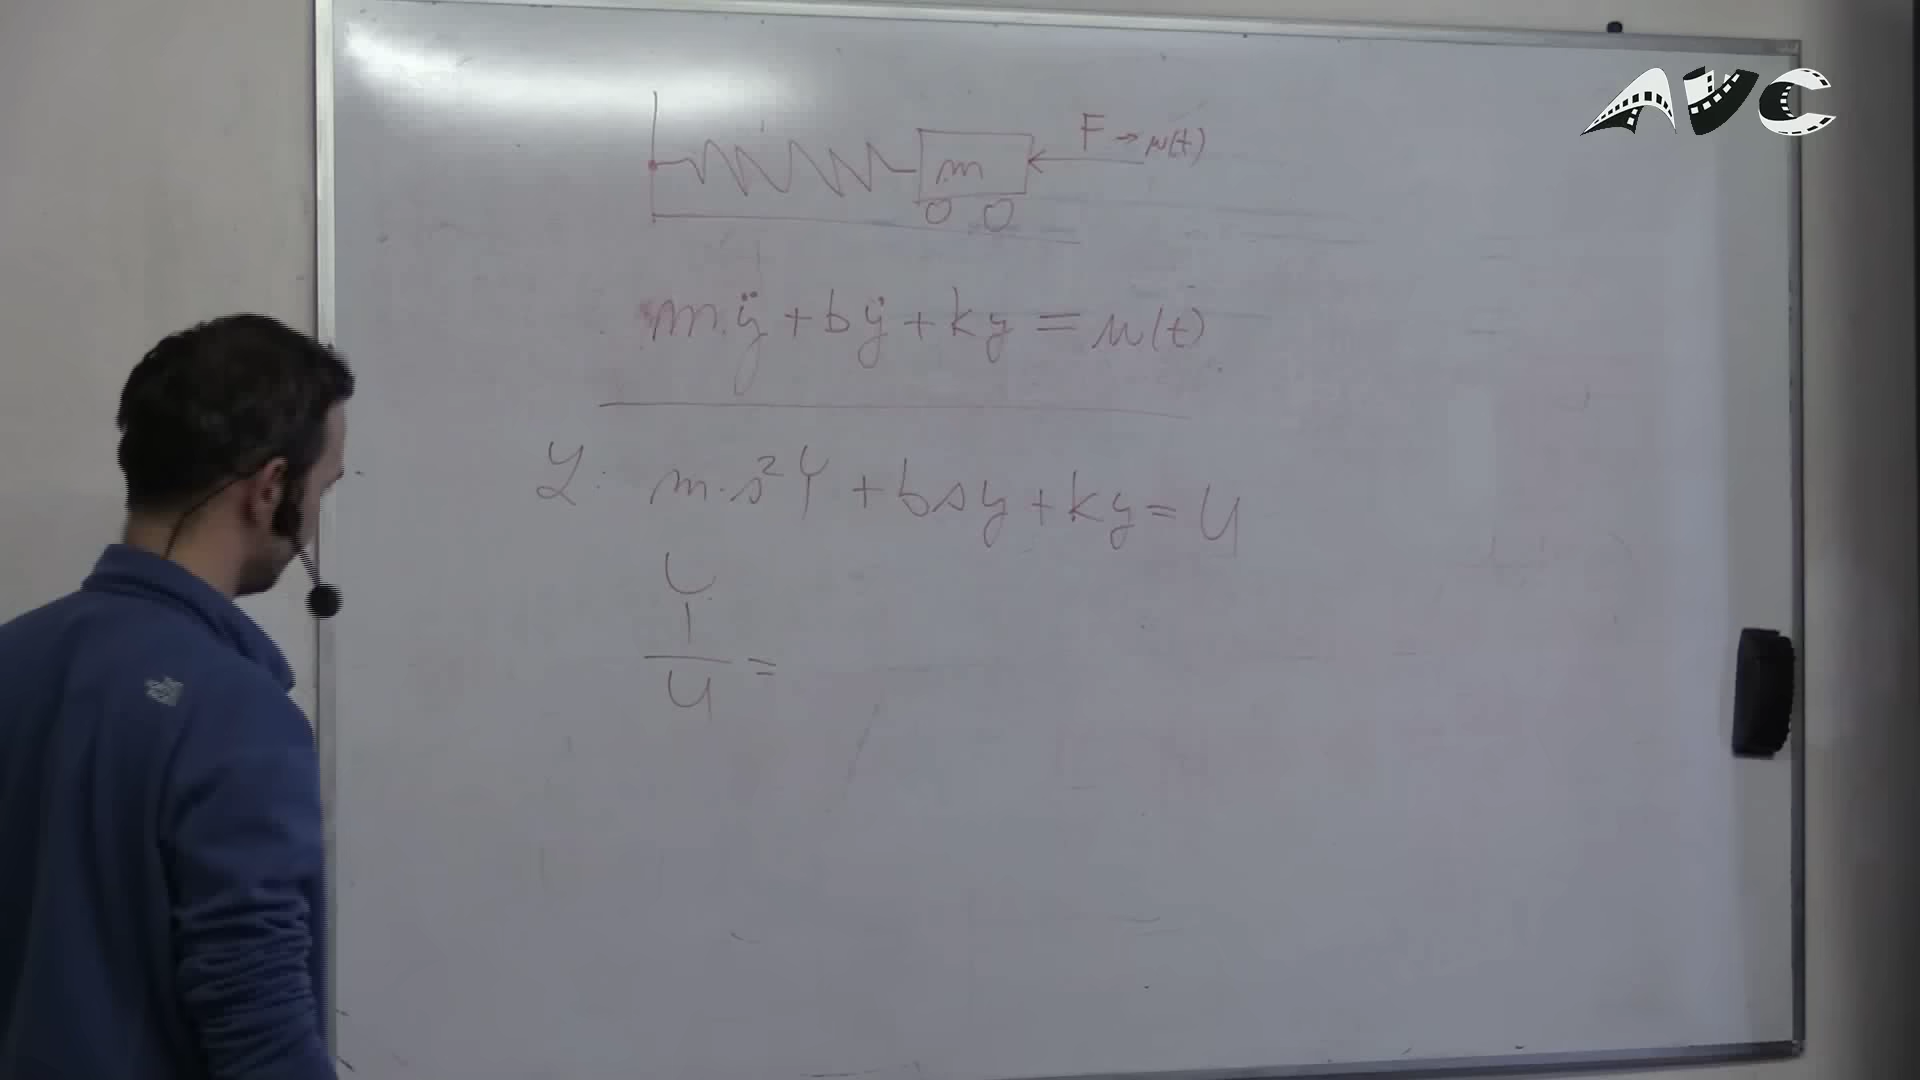 m F → u(t)
m.ÿ + bẏ + ky = u(t)
ℒ: m·s²Y + bsy + ky = U
Y
U =
AVC